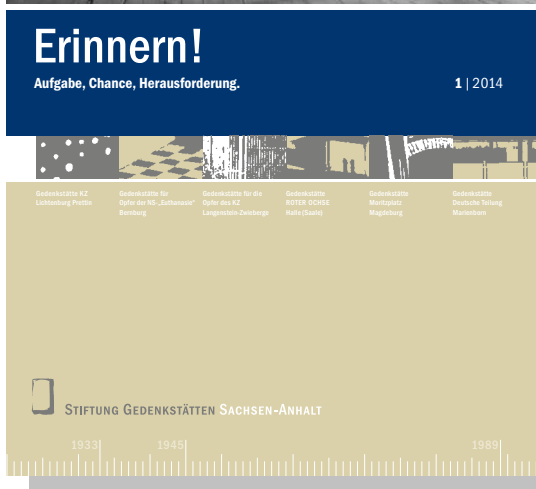 Erinnern!
Aufgabe, Chance, Herausforderung.
1 | 2014
Gedenkstätte KZ
Lichtenburg Prettin
Gedenkstätte für
Opfer der NS-„Euthanasie"
Bernburg
Gedenkstätte für die
Opfer des KZ
Langenstein-Zwieberge
Gedenkstätte
ROTER OCHSE
Halle (Saale)
Gedenkstätte
Moritzplatz
Magdeburg
Gedenkstätte
Deutsche Teilung
Marienborn
STIFTUNG GEDENKSTÄTTEN SACHSEN-ANHALT
1933 1945 1989